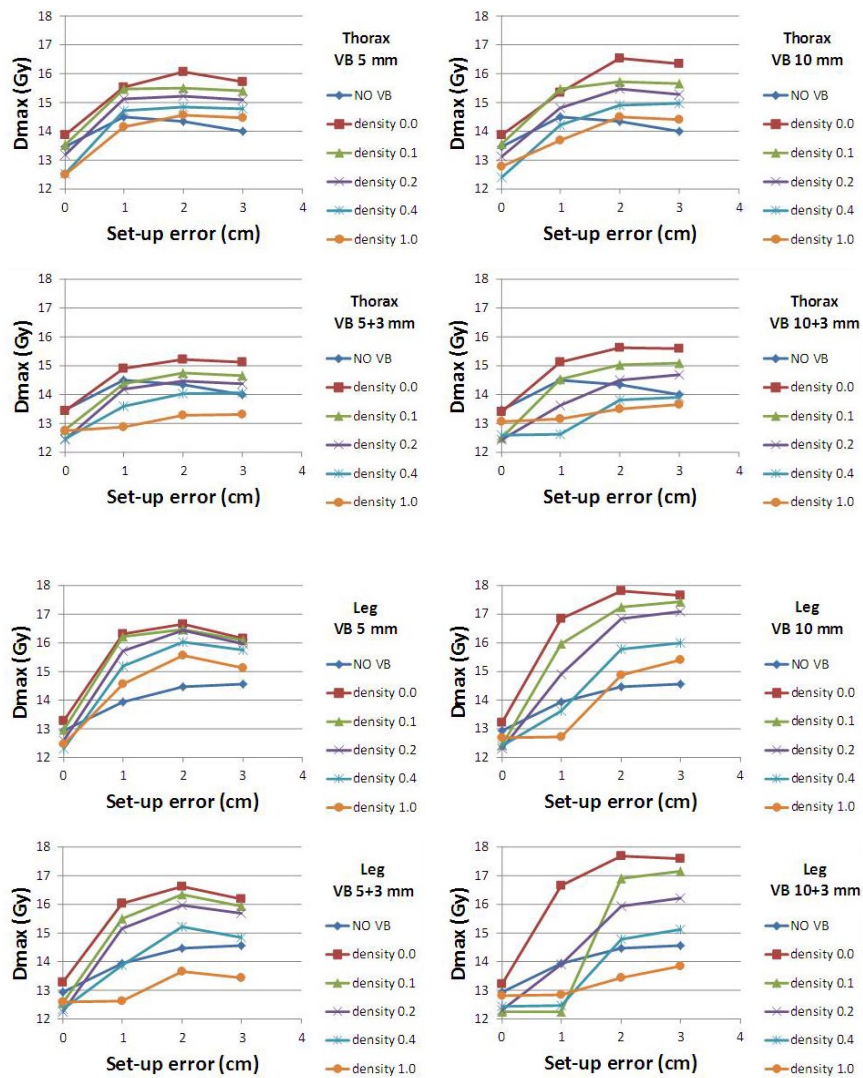 Thorax
VB 5 mm
Dmax (Gy)
18
17
16
15
14
13
12
0 1 2 3 4
Set-up error (cm)
NO VB
density 0.0
density 0.1
density 0.2
density 0.4
density 1.0
Thorax
VB 10 mm
Dmax (Gy)
18
17
16
15
14
13
12
0 1 2 3 4
Set-up error (cm)
NO VB
density 0.0
density 0.1
density 0.2
density 0.4
density 1.0
Thorax
VB 5+3 mm
Dmax (Gy)
18
17
16
15
14
13
12
0 1 2 3 4
Set-up error (cm)
NO VB
density 0.0
density 0.1
density 0.2
density 0.4
density 1.0
Thorax
VB 10+3 mm
Dmax (Gy)
18
17
16
15
14
13
12
0 1 2 3 4
Set-up error (cm)
NO VB
density 0.0
density 0.1
density 0.2
density 0.4
density 1.0
Leg
VB 5 mm
Dmax (Gy)
18
17
16
15
14
13
12
0 1 2 3 4
Set-up error (cm)
NO VB
density 0.0
density 0.1
density 0.2
density 0.4
density 1.0
Leg
VB 10 mm
Dmax (Gy)
18
17
16
15
14
13
12
0 1 2 3 4
Set-up error (cm)
NO VB
density 0.0
density 0.1
density 0.2
density 0.4
density 1.0
Leg
VB 5+3 mm
Dmax (Gy)
18
17
16
15
14
13
12
0 1 2 3 4
Set-up error (cm)
NO VB
density 0.0
density 0.1
density 0.2
density 0.4
density 1.0
Leg
VB 10+3 mm
Dmax (Gy)
18
17
16
15
14
13
12
0 1 2 3 4
Set-up error (cm)
NO VB
density 0.0
density 0.1
density 0.2
density 0.4
density 1.0